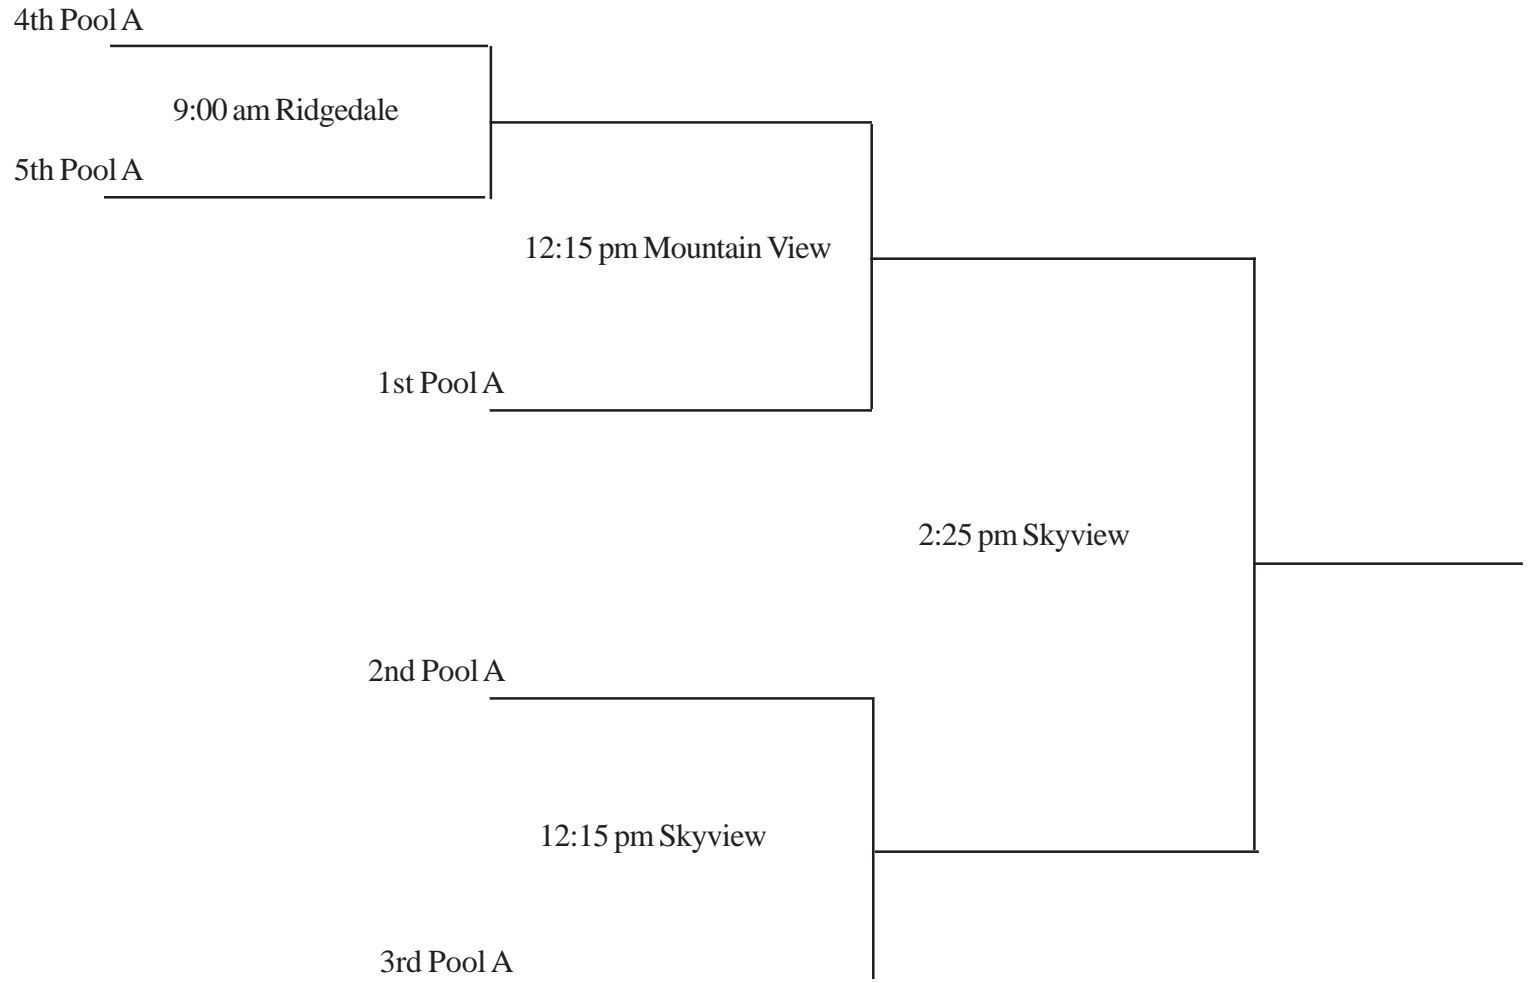 4th Pool A
9:00 am Ridgedale
5th Pool A
12:15 pm Mountain View
1st Pool A
2:25 pm Skyview
2nd Pool A
12:15 pm Skyview
3rd Pool A